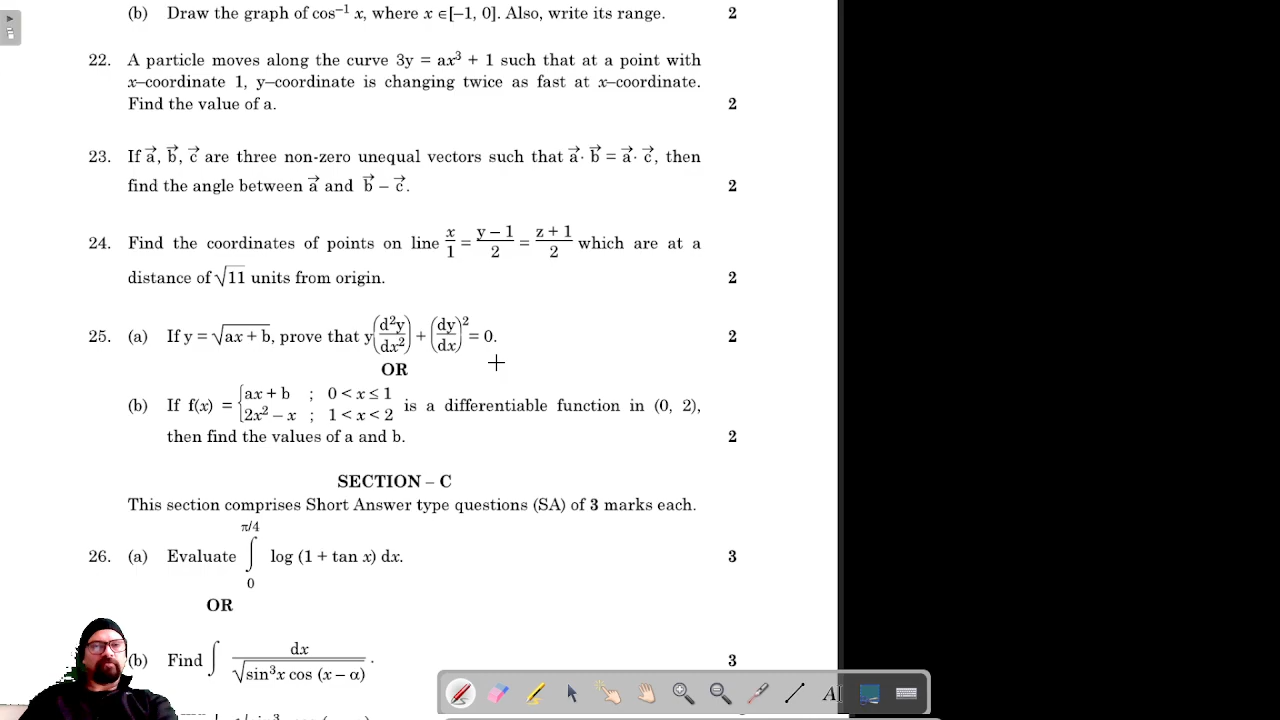 (b) Draw the graph of cos⁻¹ x, where x ∈[−1, 0]. Also, write its range. 2
22. A particle moves along the curve 3y = ax³ + 1 such that at a point with
x–coordinate 1, y–coordinate is changing twice as fast at x–coordinate.
Find the value of a. 2
23. If a⃗, b⃗, c⃗ are three non-zero unequal vectors such that a⃗ · b⃗ = a⃗ · c⃗, then
find the angle between a⃗ and b⃗ – c⃗. 2
24. Find the coordinates of points on line x/1 = (y – 1)/2 = (z + 1)/2 which are at a
distance of √11 units from origin. 2
25. (a) If y = √(ax + b), prove that y(d²y/dx²) + (dy/dx)² = 0. 2
OR
(b) If f(x) = {ax + b ; 0 < x ≤ 1
2x² – x ; 1 < x < 2 is a differentiable function in (0, 2),
then find the values of a and b. 2
SECTION – C
This section comprises Short Answer type questions (SA) of 3 marks each.
26. (a) Evaluate ∫₀^(π/4) log (1 + tan x) dx. 3
OR
(b) Find ∫ dx/√(sin³x cos (x – α)) . 3
A